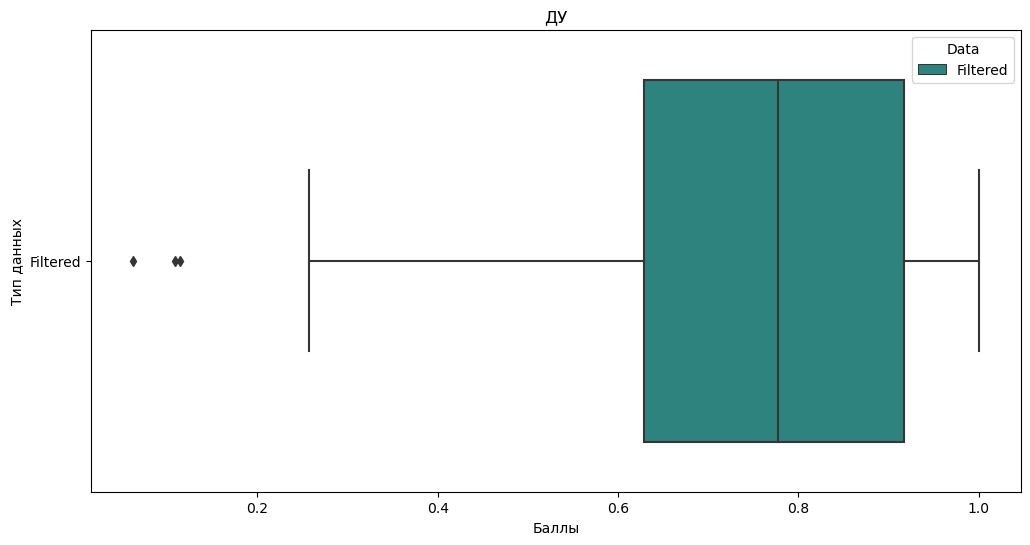 ДУ
Data
Filtered
Тип данных
Filtered
0.2 0.4 0.6 0.8 1.0
Баллы